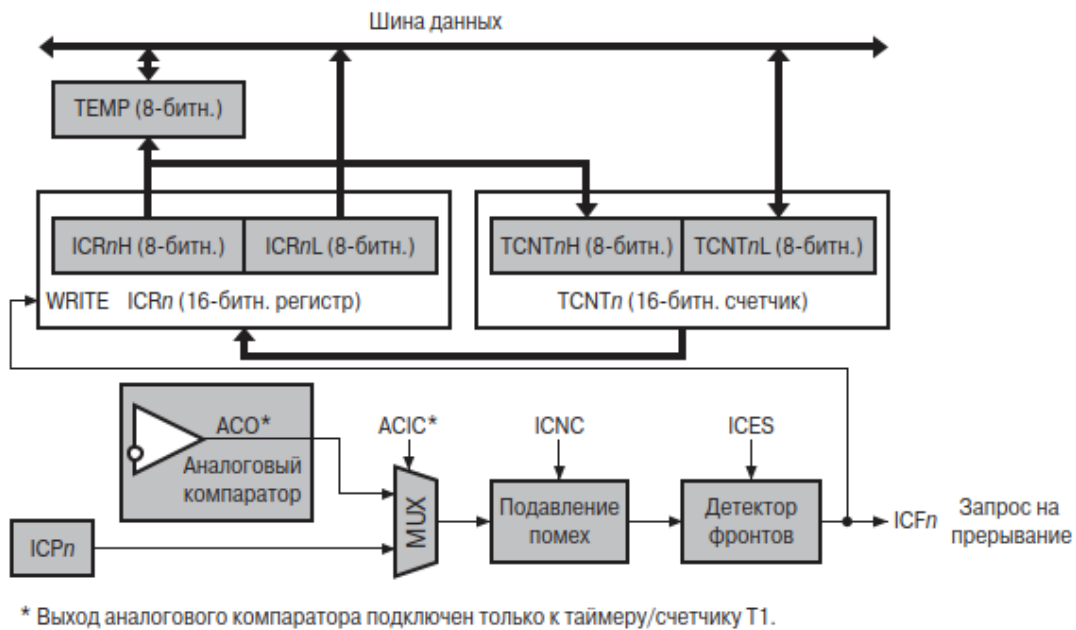 Шина данных
TEMP (8-битн.)
ICRnH (8-битн.)
ICRnL (8-битн.)
TCNTnH (8-битн.)
TCNTnL (8-битн.)
WRITE
ICRn (16-битн. регистр)
TCNTn (16-битн. счетчик)
ACO*
Аналоговый
компаратор
ACIC*
ICNC
ICES
MUX
Подавление
помех
Детектор
фронтов
ICFn
Запрос на
прерывание
ICPn
* Выход аналогового компаратора подключен только к таймеру/счетчику T1.